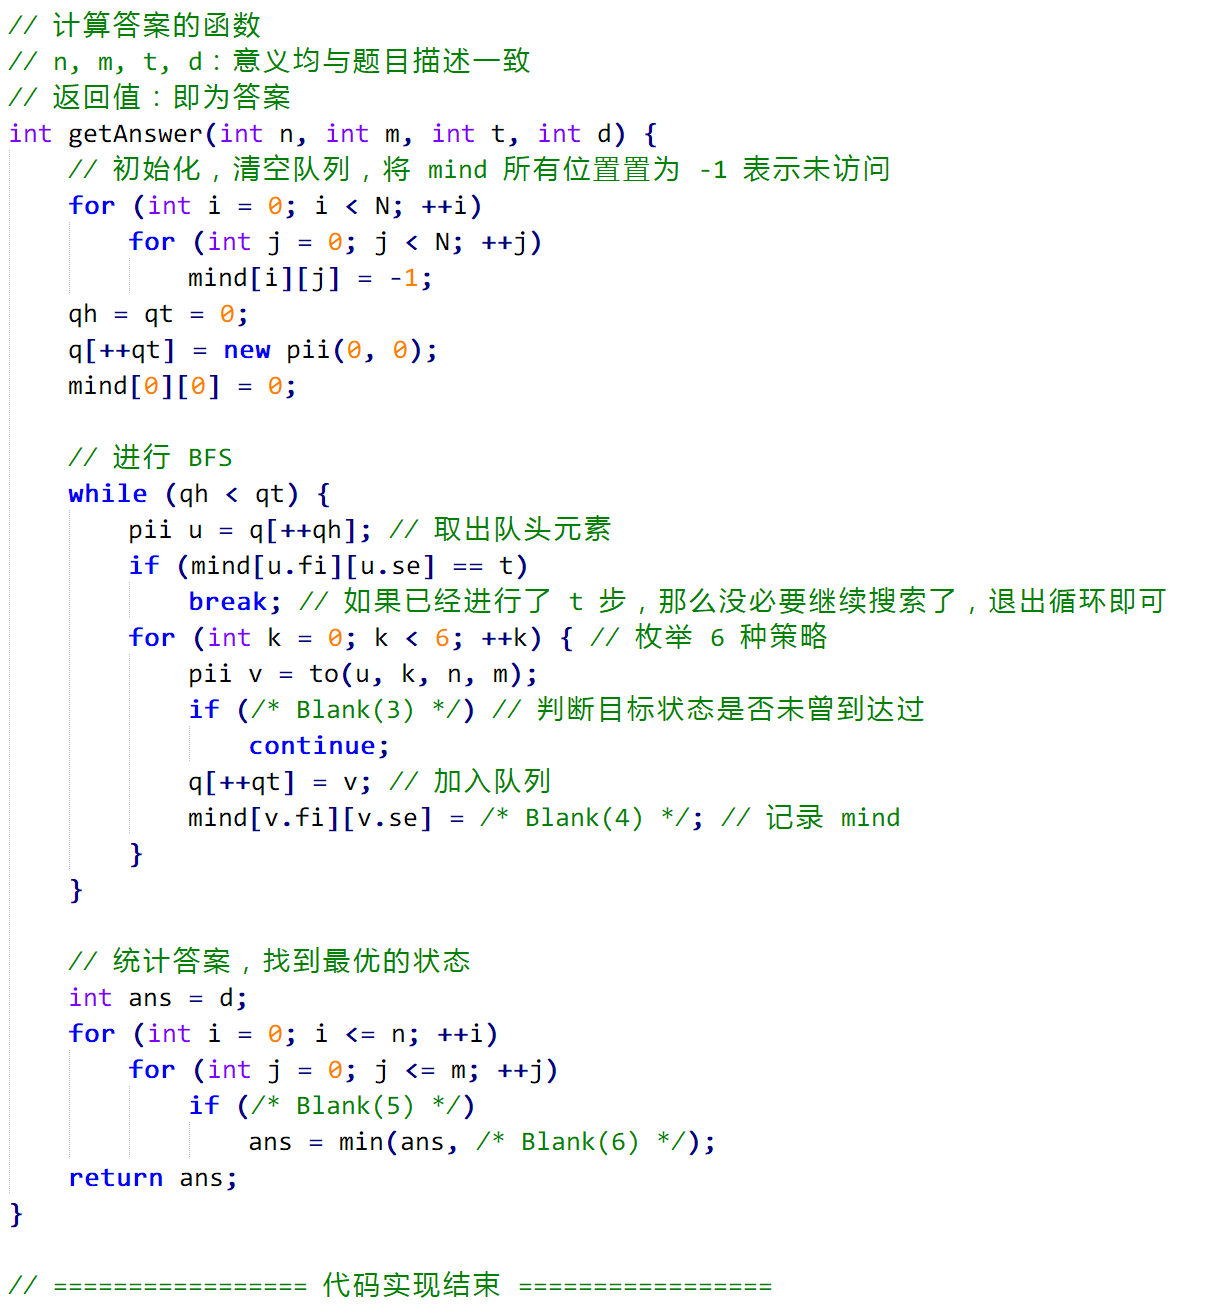 // 计算答案的函数
// n, m, t, d：意义均与题目描述一致
// 返回值：即为答案
int getAnswer(int n, int m, int t, int d) {
    // 初始化，清空队列，将 mind 所有位置置为 -1 表示未访问
    for (int i = 0; i < N; ++i)
        for (int j = 0; j < N; ++j)
            mind[i][j] = -1;
    qh = qt = 0;
    q[++qt] = new pii(0, 0);
    mind[0][0] = 0;

    // 进行 BFS
    while (qh < qt) {
        pii u = q[++qh]; // 取出队头元素
        if (mind[u.fi][u.se] == t)
            break; // 如果已经进行了 t 步，那么没必要继续搜索了，退出循环即可
        for (int k = 0; k < 6; ++k) { // 枚举 6 种策略
            pii v = to(u, k, n, m);
            if (/* Blank(3) */) // 判断目标状态是否未曾到达过
                continue;
            q[++qt] = v; // 加入队列
            mind[v.fi][v.se] = /* Blank(4) */; // 记录 mind
        }
    }

    // 统计答案，找到最优的状态
    int ans = d;
    for (int i = 0; i <= n; ++i)
        for (int j = 0; j <= m; ++j)
            if (/* Blank(5) */)
                ans = min(ans, /* Blank(6) */);
    return ans;
}

// ================= 代码实现结束 =================